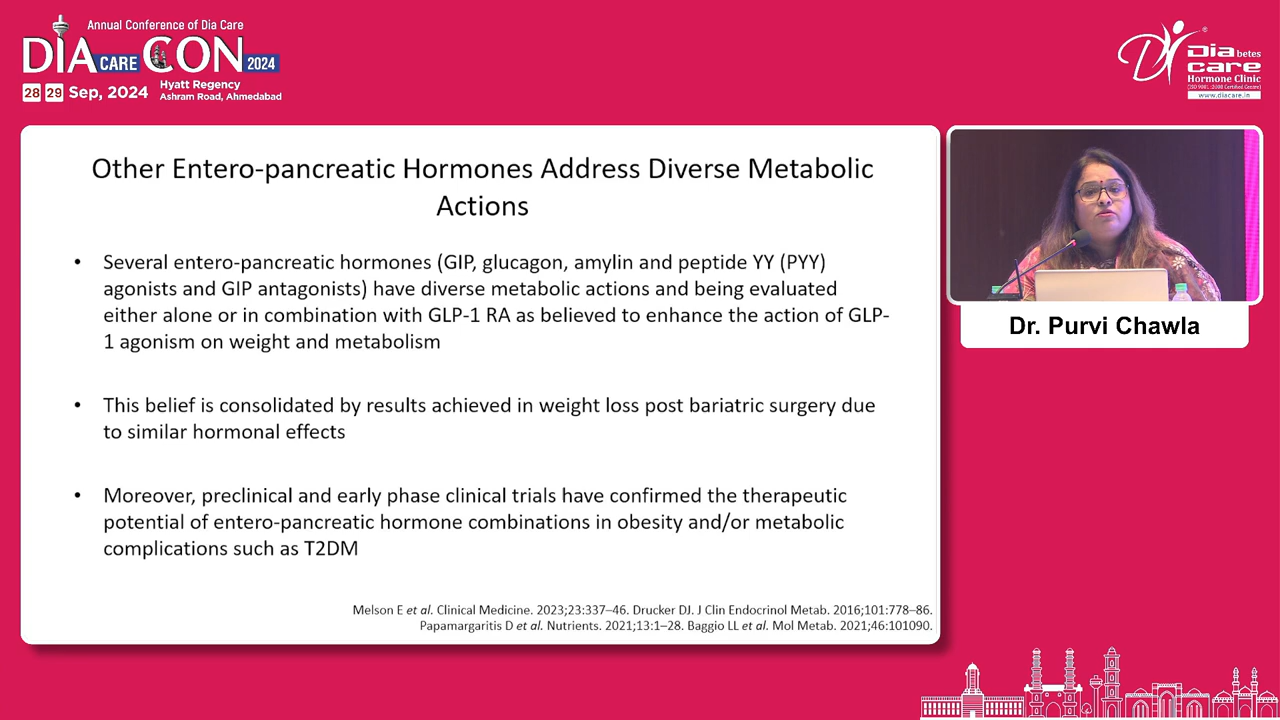 Annual Conference of Dia Care
DIA CARE CON 2024
28 29 Sep, 2024
Hyatt Regency
Ashram Road, Ahmedabad
Diabetes
care
Hormone Clinic
(ISO 9001:2008 Certified Centre)
www.diacare.in
Other Entero-pancreatic Hormones Address Diverse Metabolic
Actions
• Several entero-pancreatic hormones (GIP, glucagon, amylin and peptide YY (PYY)
agonists and GIP antagonists) have diverse metabolic actions and being evaluated
either alone or in combination with GLP-1 RA as believed to enhance the action of GLP-
1 agonism on weight and metabolism
• This belief is consolidated by results achieved in weight loss post bariatric surgery due
to similar hormonal effects
• Moreover, preclinical and early phase clinical trials have confirmed the therapeutic
potential of entero-pancreatic hormone combinations in obesity and/or metabolic
complications such as T2DM
Melson E et al. Clinical Medicine. 2023;23:337–46. Drucker DJ. J Clin Endocrinol Metab. 2016;101:778–86.
Papamargaritis D et al. Nutrients. 2021;13:1–28. Baggio LL et al. Mol Metab. 2021;46:101090.
Dr. Purvi Chawla